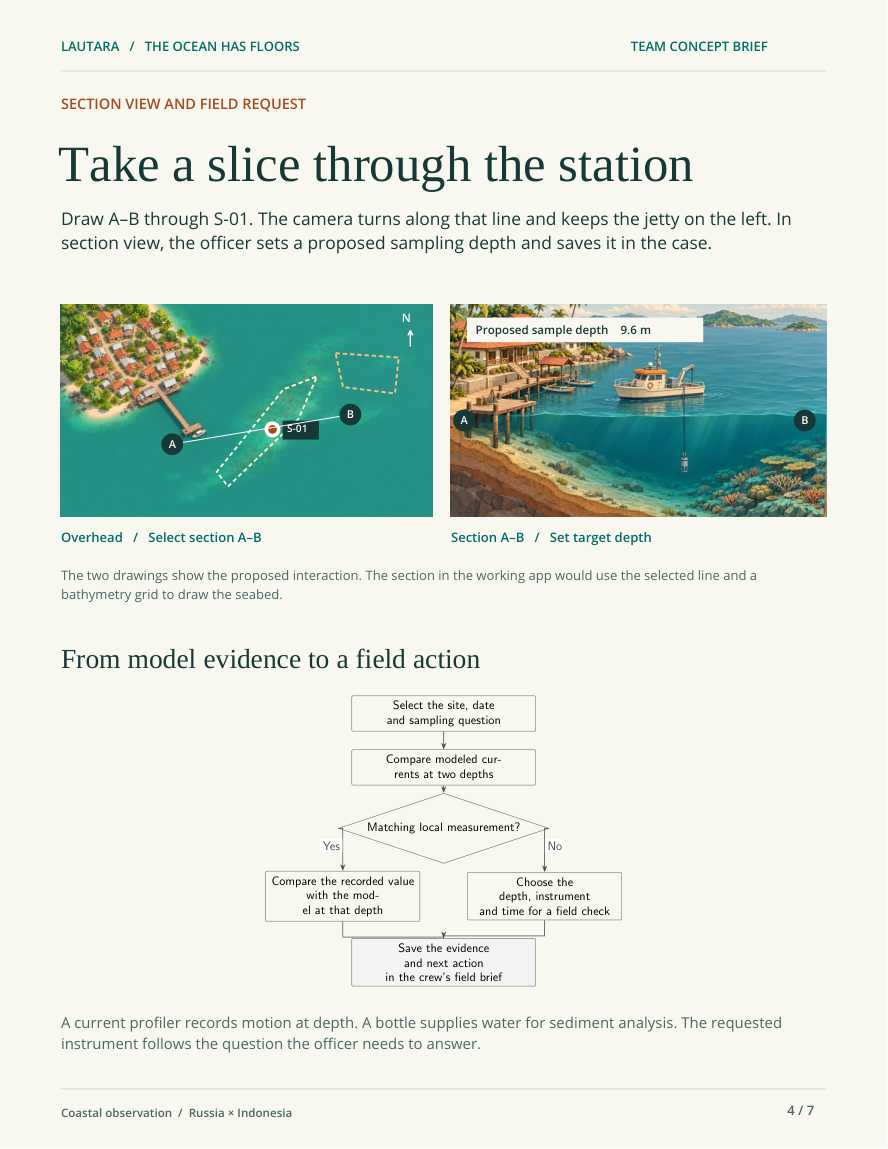 LAUTARA / THE OCEAN HAS FLOORS
TEAM CONCEPT BRIEF
SECTION VIEW AND FIELD REQUEST
Take a slice through the station
Draw A–B through S-01. The camera turns along that line and keeps the jetty on the left. In
section view, the officer sets a proposed sampling depth and saves it in the case.
N
A
S-01
B
Proposed sample depth 9.6 m
A
B
Overhead / Select section A–B
Section A–B / Set target depth
The two drawings show the proposed interaction. The section in the working app would use the selected line and a
bathymetry grid to draw the seabed.
From model evidence to a field action
Select the site, date
and sampling question
Compare modeled cur-
rents at two depths
Matching local measurement?
Yes
No
Compare the recorded value
with the mod-
el at that depth
Choose the
depth, instrument
and time for a field check
Save the evidence
and next action
in the crew's field brief
A current profiler records motion at depth. A bottle supplies water for sediment analysis. The requested
instrument follows the question the officer needs to answer.
Coastal observation / Russia × Indonesia
4 / 7